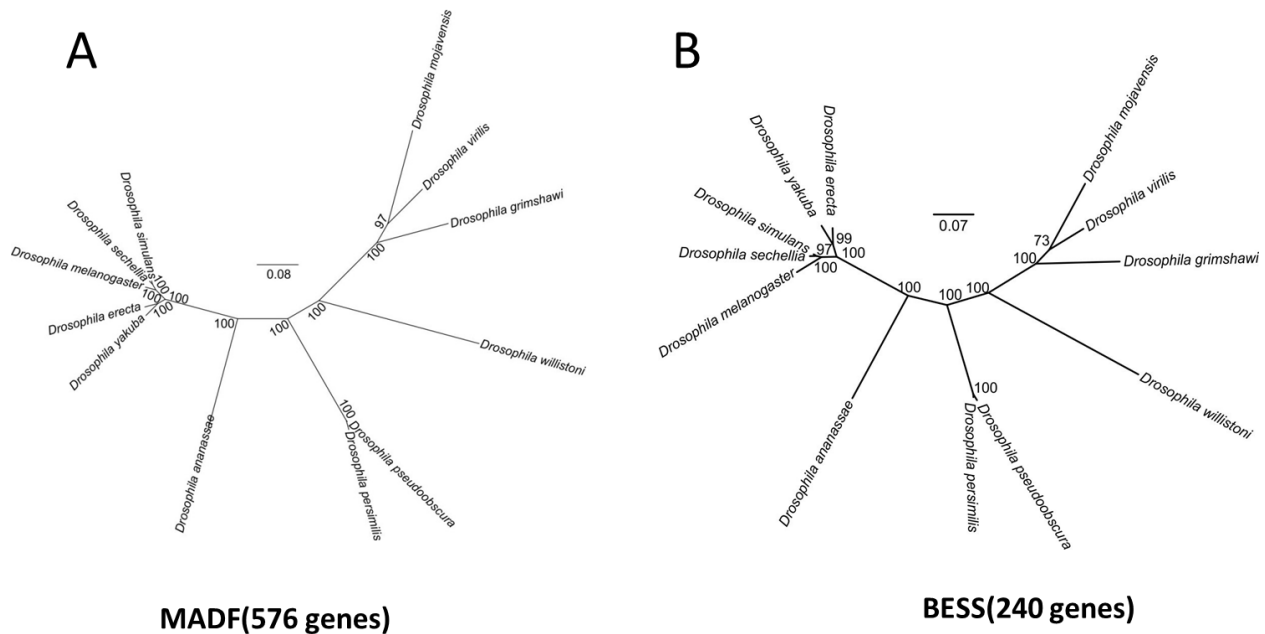 A
Drosophila mojavensis
Drosophila virilis
97
Drosophila grimshawi
100
Drosophila simulans
Drosophila sechellia
Drosophila melanogaster
Drosophila erecta
Drosophila yakuba
100
100
100
100
0.08
100
100
100
Drosophila willistoni
Drosophila ananassae
100
Drosophila pseudoobscura
Drosophila persimilis
MADF(576 genes)
B
Drosophila mojavensis
Drosophila virilis
73
100
Drosophila grimshawi
Drosophila erecta
Drosophila yakuba
Drosophila simulans
Drosophila sechellia
Drosophila melanogaster
99
97
100
100
0.07
100
100
100
Drosophila willistoni
Drosophila ananassae
100
Drosophila persimilis
Drosophila pseudoobscura
BESS(240 genes)